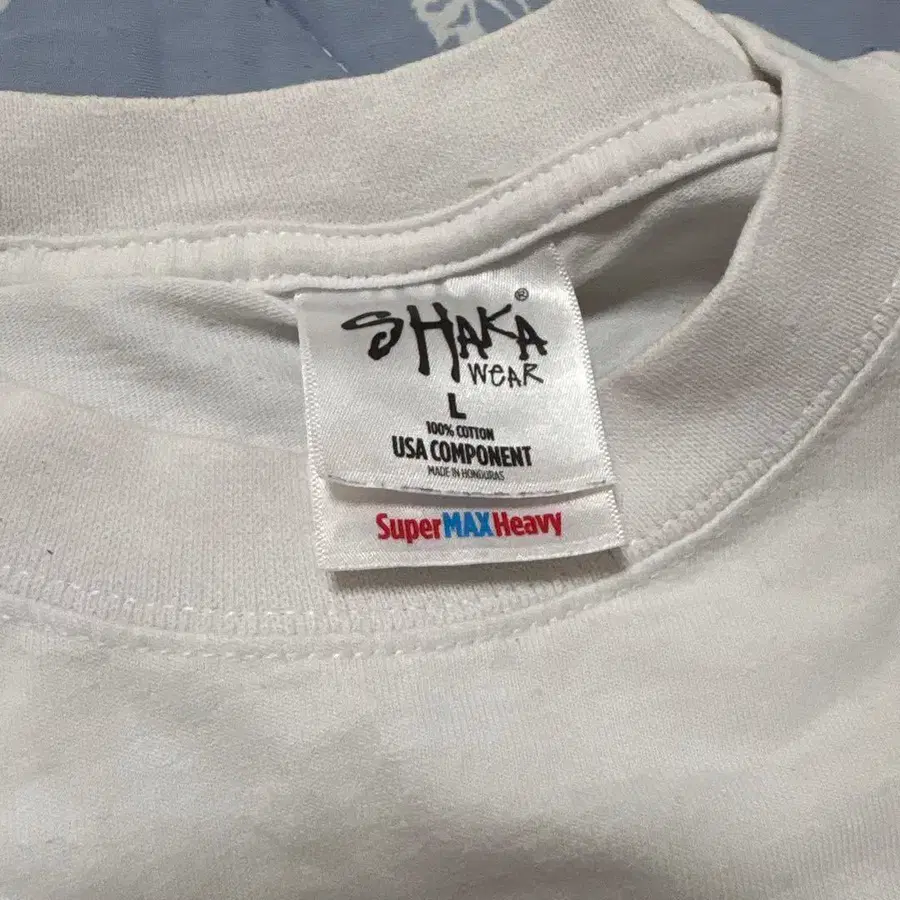 SHAKA®
WEAR
L
100% COTTON
USA COMPONENT
MADE IN HONDURAS
SuperMAXHeavy